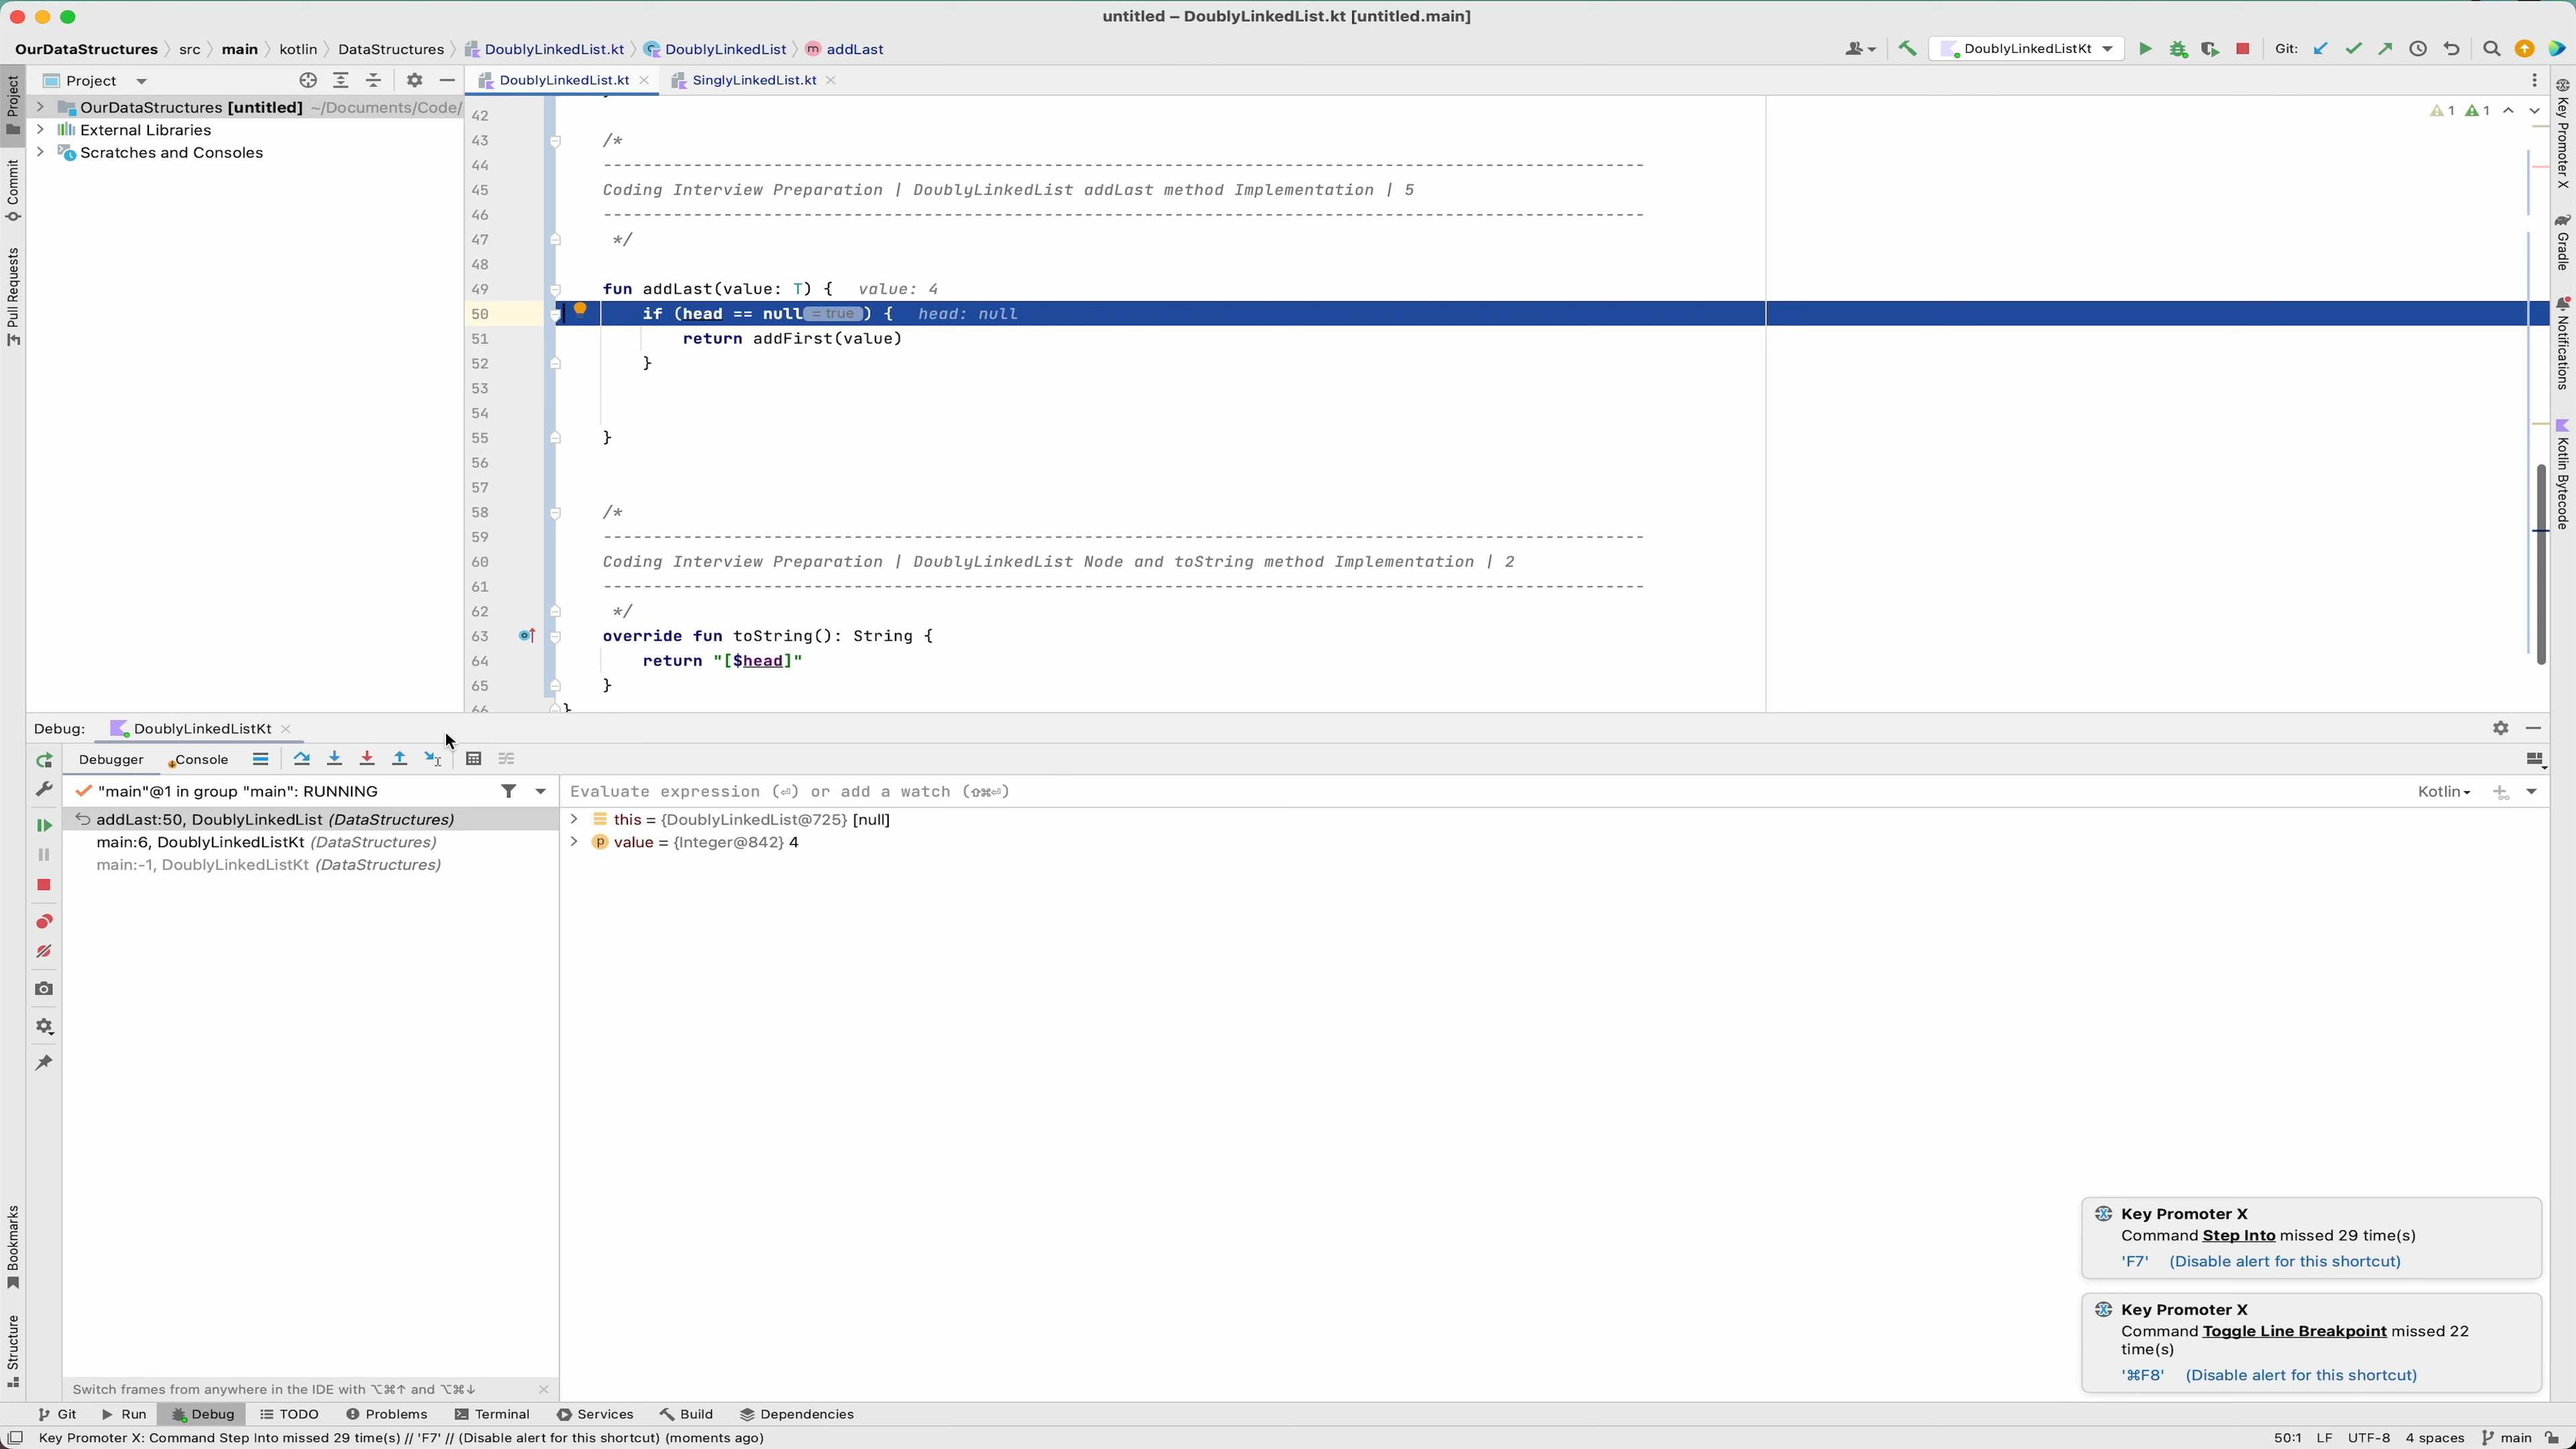 untitled – DoublyLinkedList.kt [untitled.main]
OurDataStructures src main kotlin DataStructures DoublyLinkedList.kt DoublyLinkedList m addLast DoublyLinkedListKt Git:
Project DoublyLinkedList.kt SinglyLinkedList.kt
OurDataStructures [untitled] ~/Documents/Code/
External Libraries
Scratches and Consoles
Project
Commit
Pull Requests
Bookmarks
Structure
Key Promoter X
Gradle
Notifications
Kotlin Bytecode
1 1
42
43 /*
44 --------------------------------------------------------------------------------------------------------
45 Coding Interview Preparation | DoublyLinkedList addLast method Implementation | 5
46 --------------------------------------------------------------------------------------------------------
47 */
48
49 fun addLast(value: T) { value: 4
50 if (head == null = true ) { head: null
51 return addFirst(value)
52 }
53
54
55 }
56
57
58 /*
59 --------------------------------------------------------------------------------------------------------
60 Coding Interview Preparation | DoublyLinkedList Node and toString method Implementation | 2
61 --------------------------------------------------------------------------------------------------------
62 */
63 override fun toString(): String {
64 return "[$head]"
65 }
66 }
Debug: DoublyLinkedListKt
Debugger Console
"main"@1 in group "main": RUNNING
addLast:50, DoublyLinkedList (DataStructures)
main:6, DoublyLinkedListKt (DataStructures)
main:-1, DoublyLinkedListKt (DataStructures)
Evaluate expression (⏎) or add a watch (⇧⌘⏎) Kotlin
this = {DoublyLinkedList@725} [null]
p value = {Integer@842} 4
Key Promoter X
Command Step Into missed 29 time(s)
'F7' (Disable alert for this shortcut)
Key Promoter X
Command Toggle Line Breakpoint missed 22
time(s)
'⌘F8' (Disable alert for this shortcut)
Switch frames from anywhere in the IDE with ⌥⌘↑ and ⌥⌘↓
Git Run Debug TODO Problems Terminal Services Build Dependencies
Key Promoter X: Command Step Into missed 29 time(s) // 'F7' // (Disable alert for this shortcut) (moments ago) 50:1 LF UTF-8 4 spaces main